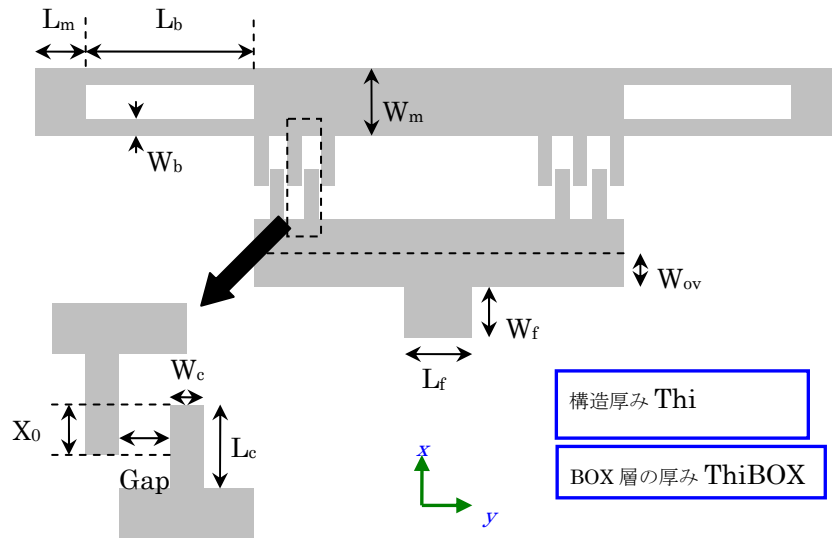 Lm
Lb
Wm
Wb
Wov
Wf
Lf
Wc
X0
Lc
Gap
構造厚み Thi
BOX 層の厚み ThiBOX
x
y